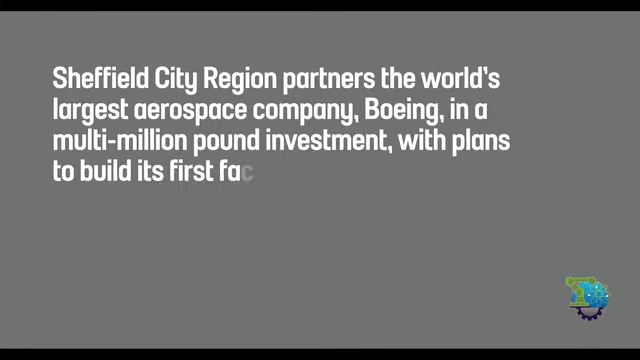 Sheffield City Region partners the world's
largest aerospace company, Boeing, in a
multi-million pound investment, with plans
to build its first fac